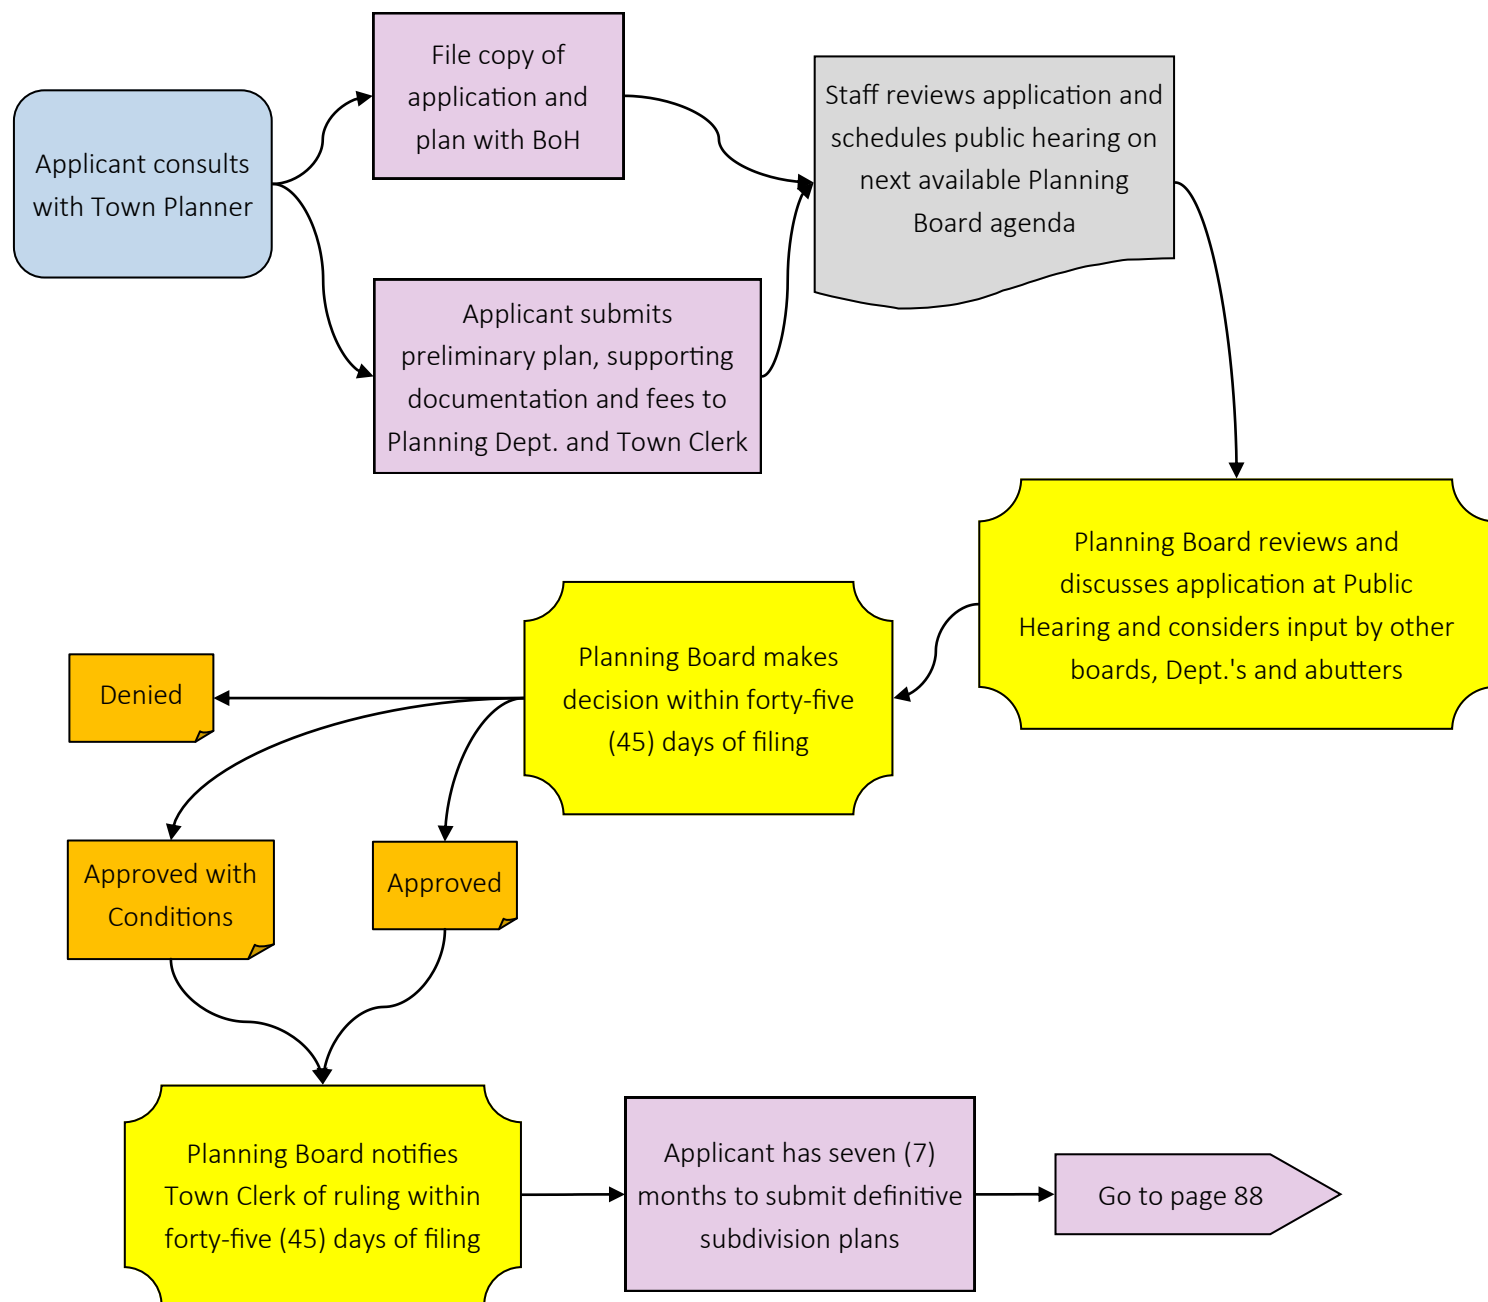 Applicant consults
with Town Planner
File copy of
application and
plan with BoH
Applicant submits
preliminary plan, supporting
documentation and fees to
Planning Dept. and Town Clerk
Staff reviews application and
schedules public hearing on
next available Planning
Board agenda
Planning Board reviews and
discusses application at Public
Hearing and considers input by other
boards, Dept.'s and abutters
Planning Board makes
decision within forty-five
(45) days of filing
Denied
Approved with
Conditions
Approved
Planning Board notifies
Town Clerk of ruling within
forty-five (45) days of filing
Applicant has seven (7)
months to submit definitive
subdivision plans
Go to page 88